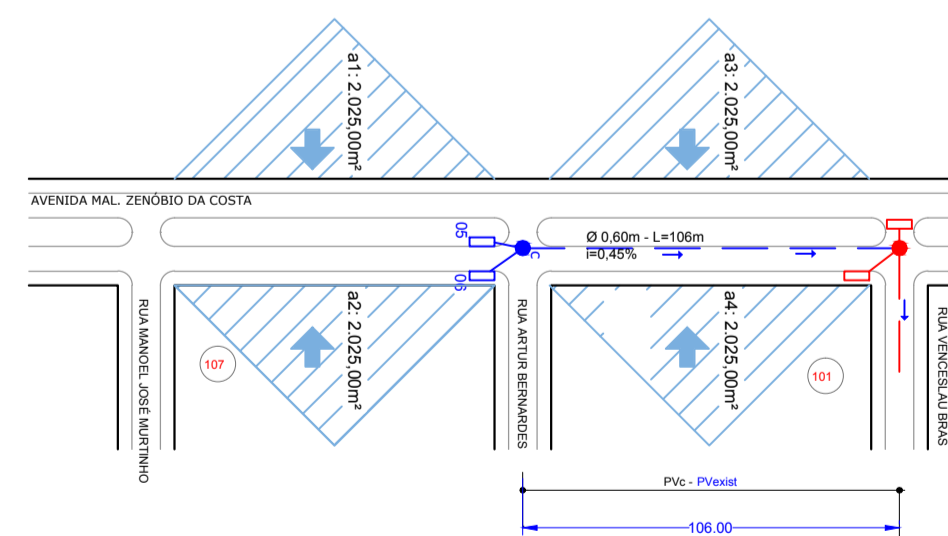 a1: 2.025,00m²
a3: 2.025,00m²
AVENIDA MAL. ZENÓBIO DA COSTA
05
06
c
Ø 0,60m - L=106m
i=0,45%
RUA MANOEL JOSÉ MURTINHO
107
a2: 2.025,00m²
RUA ARTUR BERNARDES
a4: 2.025,00m²
101
RUA VENCESLAU BRAS
PVc - PVexist
106.00